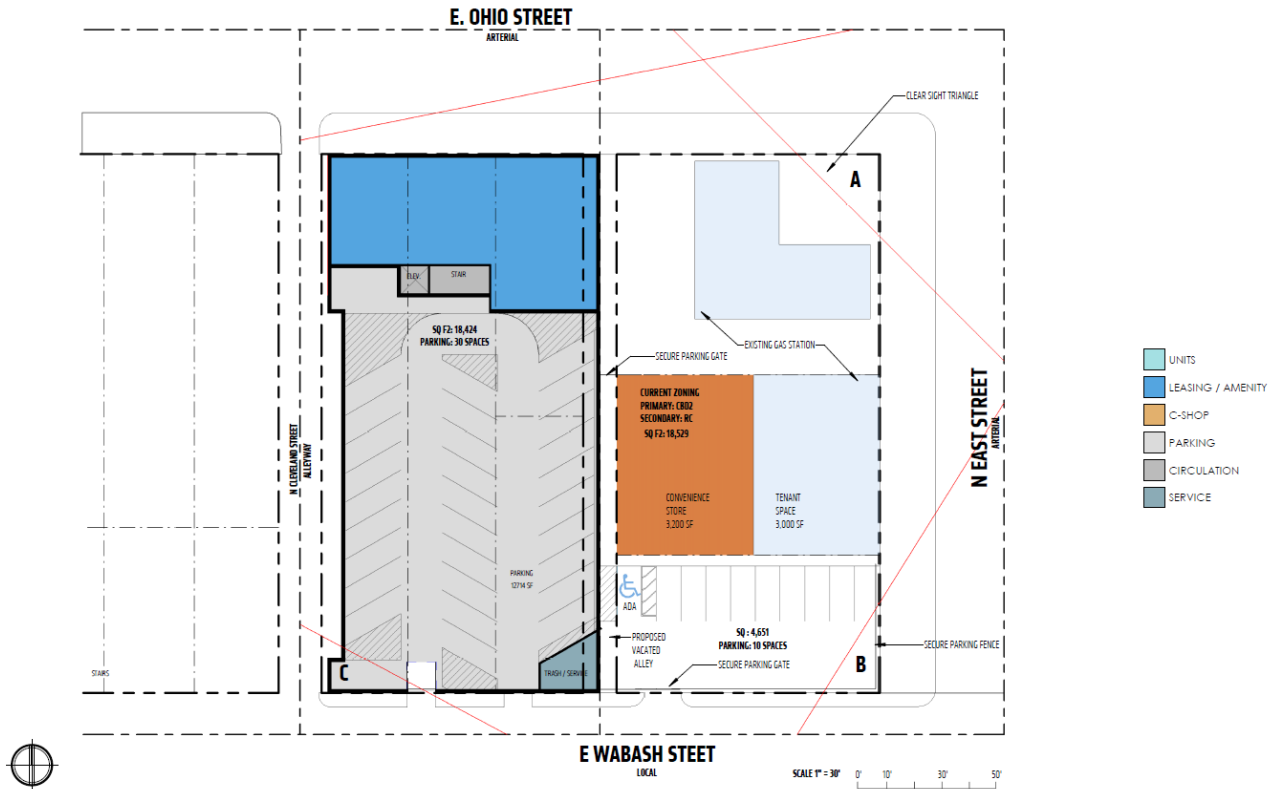 E. OHIO STREET
ARTERIAL
CLEAR SIGHT TRIANGLE
A
ELEV
STAIR
SQ F2: 18,424
PARKING: 30 SPACES
EXISTING GAS STATION
SECURE PARKING GATE
CURRENT ZONING
PRIMARY: CBD2
SECONDARY: RC
SQ F2: 18,529
N CLEVELAND STREET
ALLEYWAY
N EAST STREET
ARTERIAL
UNITS
LEASING / AMENITY
C-SHOP
PARKING
CIRCULATION
SERVICE
CONVENIENCE
STORE
3,200 SF
TENANT
SPACE
3,000 SF
PARKING
12714 SF
ADA
SQ : 4,651
PARKING: 10 SPACES
PROPOSED
VACATED
ALLEY
SECURE PARKING FENCE
SECURE PARKING GATE
B
C
STAIRS
TRASH / SERVICE
E WABASH STEET
LOCAL
SCALE 1" = 30'
0'
10'
30'
50'